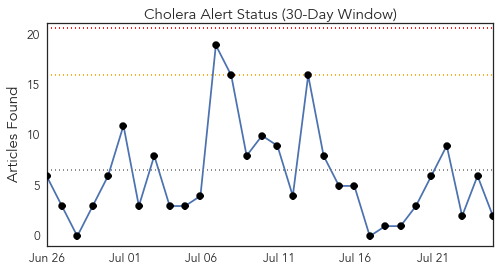 Cholera Alert Status (30-Day Window)
Articles Found
20
15
10
5
0
Jun 26 Jul 01 Jul 06 Jul 11 Jul 16 Jul 21